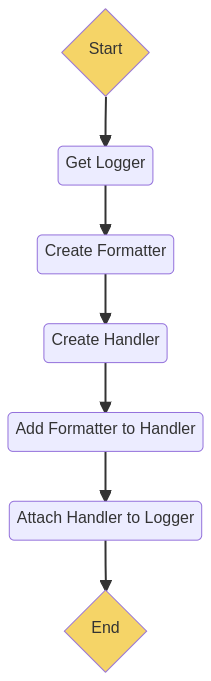 Start
Get Logger
Create Formatter
Create Handler
Add Formatter to Handler
Attach Handler to Logger
End